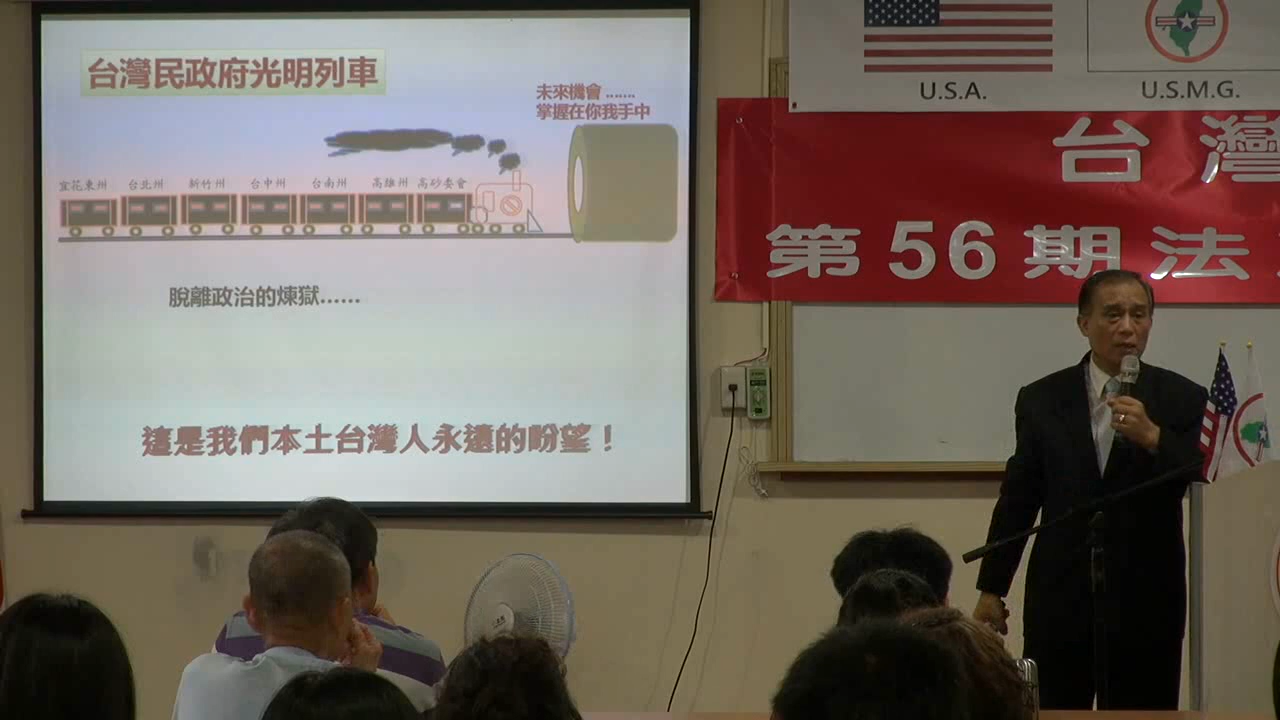 台灣民政府光明列車
未來機會.......
掌握在你我手中
宜花東州 台北州 新竹州 台中州 台南州 高雄州 高砂委會
脫離政治的煉獄......
這是我們本土台灣人永遠的盼望！
U.S.A.
U.S.M.G.
台灣
第56期法